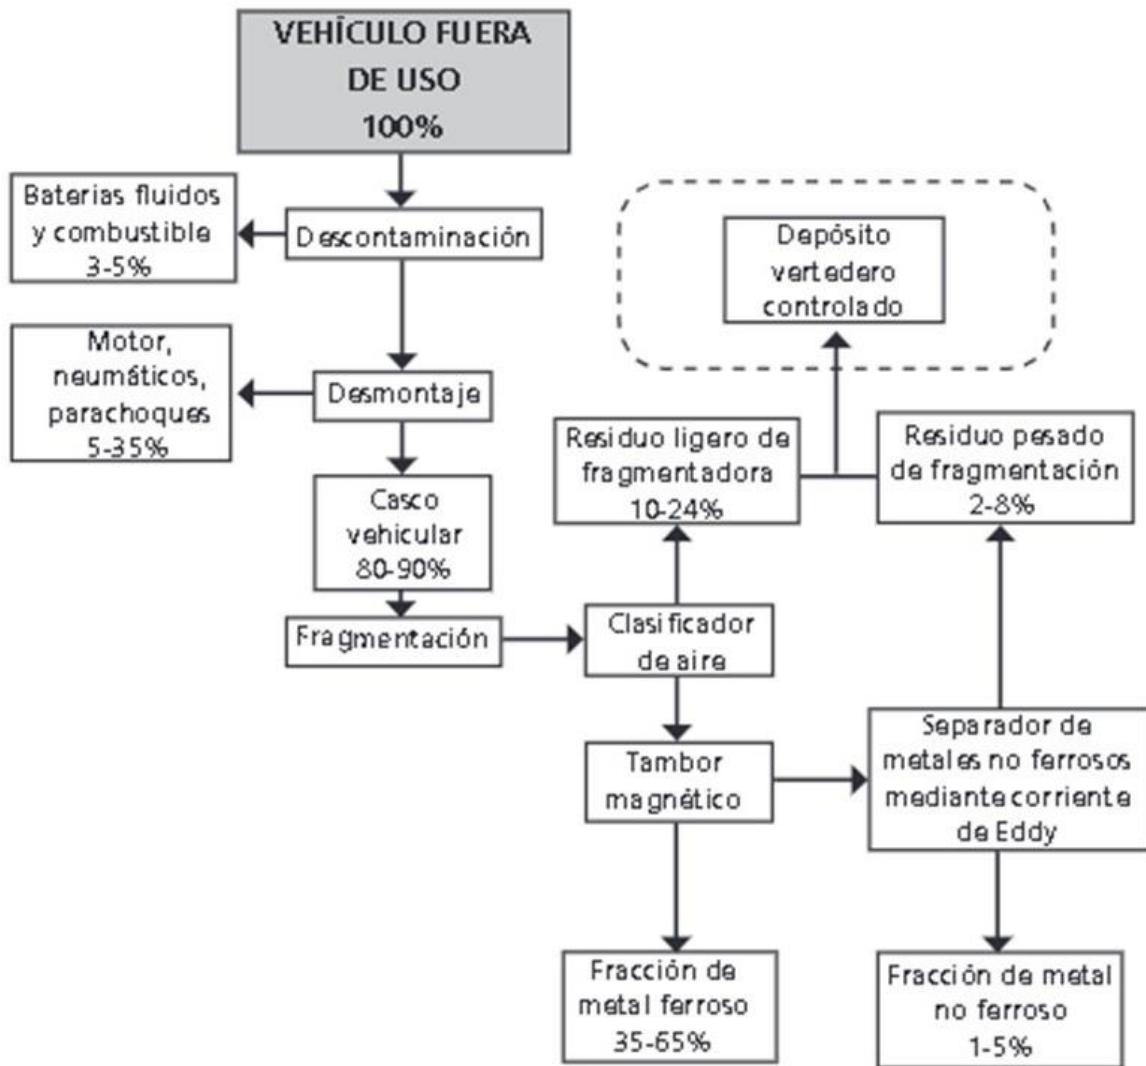 VEHÍCULO FUERA
DE USO
100%
Baterias fluidos
y combustible
3-5%
Descontaminación
Depósito
vertedero
controlado
Motor,
neumáticos,
parachoques
5-35%
Desmontaje
Residuo ligero de
fragmentadora
10-24%
Residuo pesado
de fragmentación
2-8%
Casco
vehicular
80-90%
Fragmentación
Clasificador
de aire
Tambor
magnético
Separador de
metales no ferrosos
mediante corriente
de Eddy
Fracción de
metal ferroso
35-65%
Fracción de metal
no ferroso
1-5%